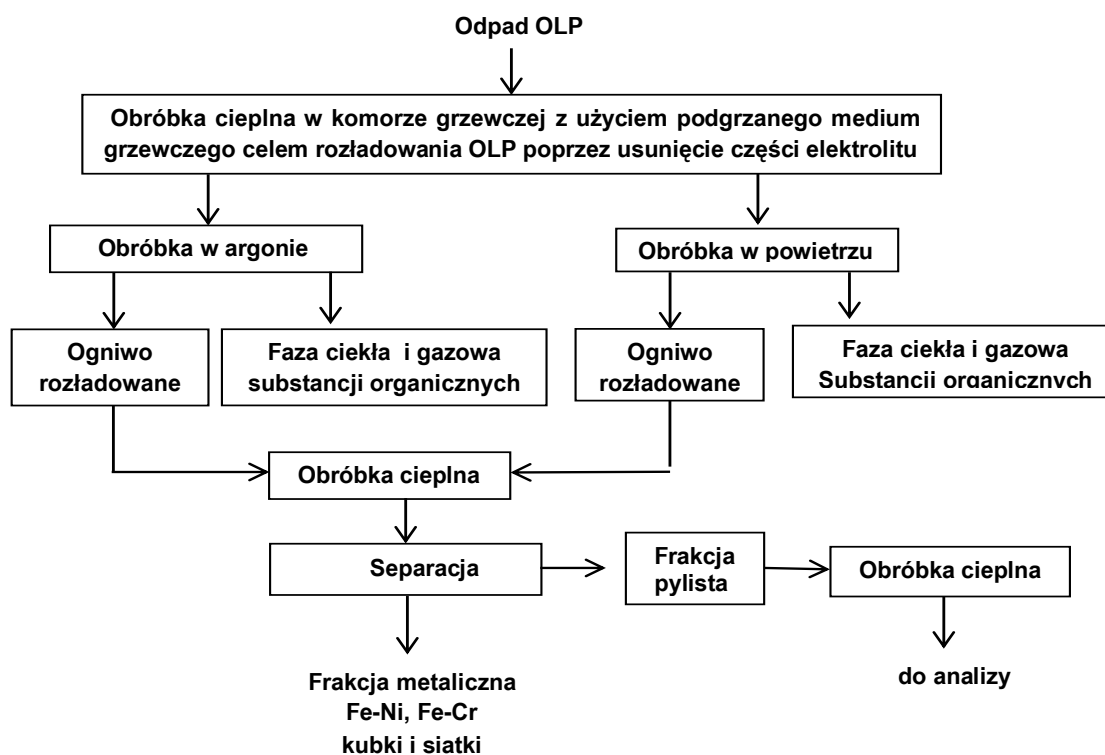 Odpad OLP
Obróbka cieplna w komorze grzewczej z użyciem podgrzanego medium
grzewczego celem rozładowania OLP poprzez usunięcie części elektrolitu
Obróbka w argonie
Obróbka w powietrzu
Ogniwo
rozładowane
Faza ciekła i gazowa
substancji organicznych
Ogniwo
rozładowane
Faza ciekła i gazowa
Substancji organicznych
Obróbka cieplna
Separacja
Frakcja
pylista
Obróbka cieplna
Frakcja metaliczna
Fe-Ni, Fe-Cr
kubki i siatki
do analizy